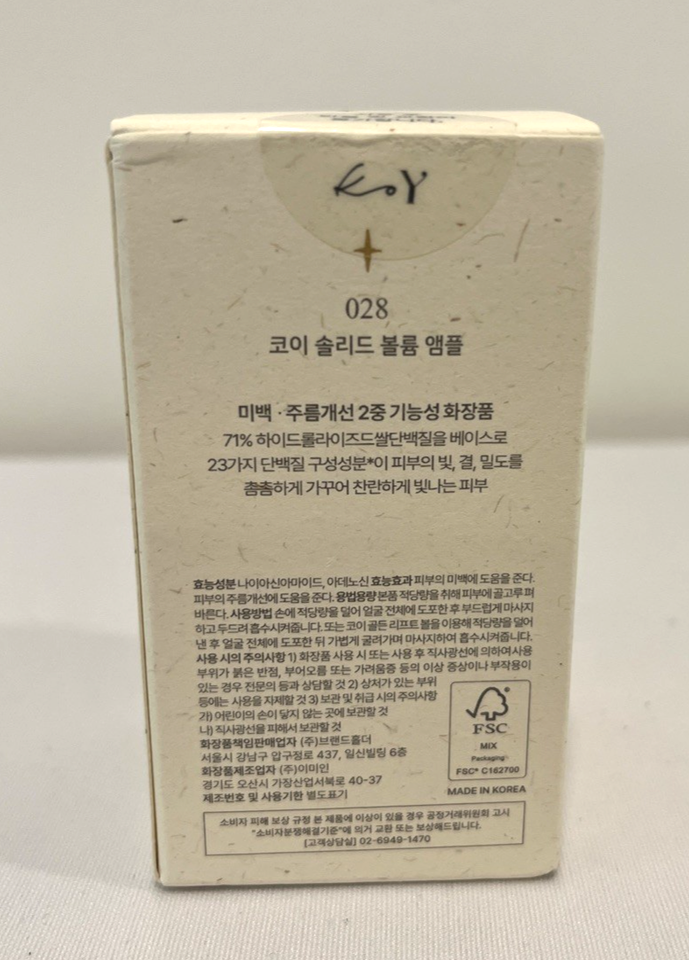 KoY
028
코이 솔리드 볼륨 앰플
미백 · 주름개선 2중 기능성 화장품
71% 하이드롤라이즈드쌀단백질을 베이스로
23가지 단백질 구성성분*이 피부의 빛, 결, 밀도를
촘촘하게 가꾸어 찬란하게 빛나는 피부
효능성분 나이아신아마이드, 아데노신 효능효과 피부의 미백에 도움을 준다.
피부의 주름개선에 도움을 준다. 용법용량 본품 적당량을 취해 피부에 골고루 펴
바른다. 사용방법 손에 적당량을 덜어 얼굴 전체에 도포한 후 부드럽게 마사지
하고 두드려 흡수시켜줍니다. 또는 코이 골든 리프트 볼을 이용해 적당량을 덜어
낸 후 얼굴 전체에 도포한 뒤 가볍게 굴려가며 마사지하여 흡수시켜줍니다.
사용 시의 주의사항 1) 화장품 사용 시 또는 사용 후 직사광선에 의하여 사용
부위가 붉은 반점, 부어오름 또는 가려움증 등의 이상 증상이나 부작용이
있는 경우 전문의 등과 상담할 것 2) 상처가 있는 부위
등에는 사용을 자제할 것 3) 보관 및 취급 시의 주의사항
가) 어린이의 손이 닿지 않는 곳에 보관할 것
나) 직사광선을 피해서 보관할 것
화장품책임판매업자 (주)브랜드홀더
서울시 강남구 압구정로 437, 일신빌딩 6층
화장품제조업자 (주)이미인
경기도 오산시 가장산업서북로 40-37
제조번호 및 사용기한 별도표기
FSC
MIX
Packaging
FSC® C162700
MADE IN KOREA
소비자 피해 보상 규정 본 제품에 이상이 있을 경우 공정거래위원회 고시
"소비자분쟁해결기준"에 의거 교환 또는 보상해드립니다.
[고객상담실] 02-6949-1470